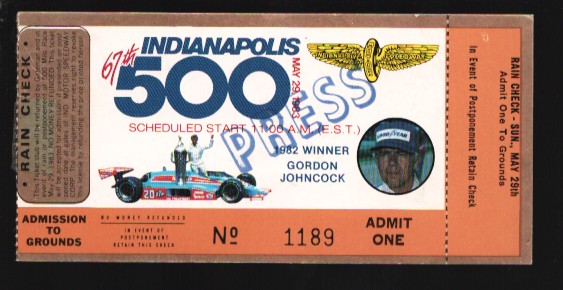 67th
INDIANAPOLIS
500
MAY 29, 1983
SCHEDULED START 11:00 A.M. (E.S.T.)
PRESS
1982 WINNER
GORDON
JOHNCOCK
GOOD YEAR
20
INDIANAPOLIS
SPEEDWAY
• RAIN CHECK •
ADMISSION
TO
GROUNDS
NO MONEY REFUNDED
IN EVENT OF
POSTPONEMENT
RETAIN THIS CHECK
No 1189
ADMIT
ONE
In Event of Postponement Retain Check
RAIN CHECK - SUN., MAY 29th
Admit One To Grounds